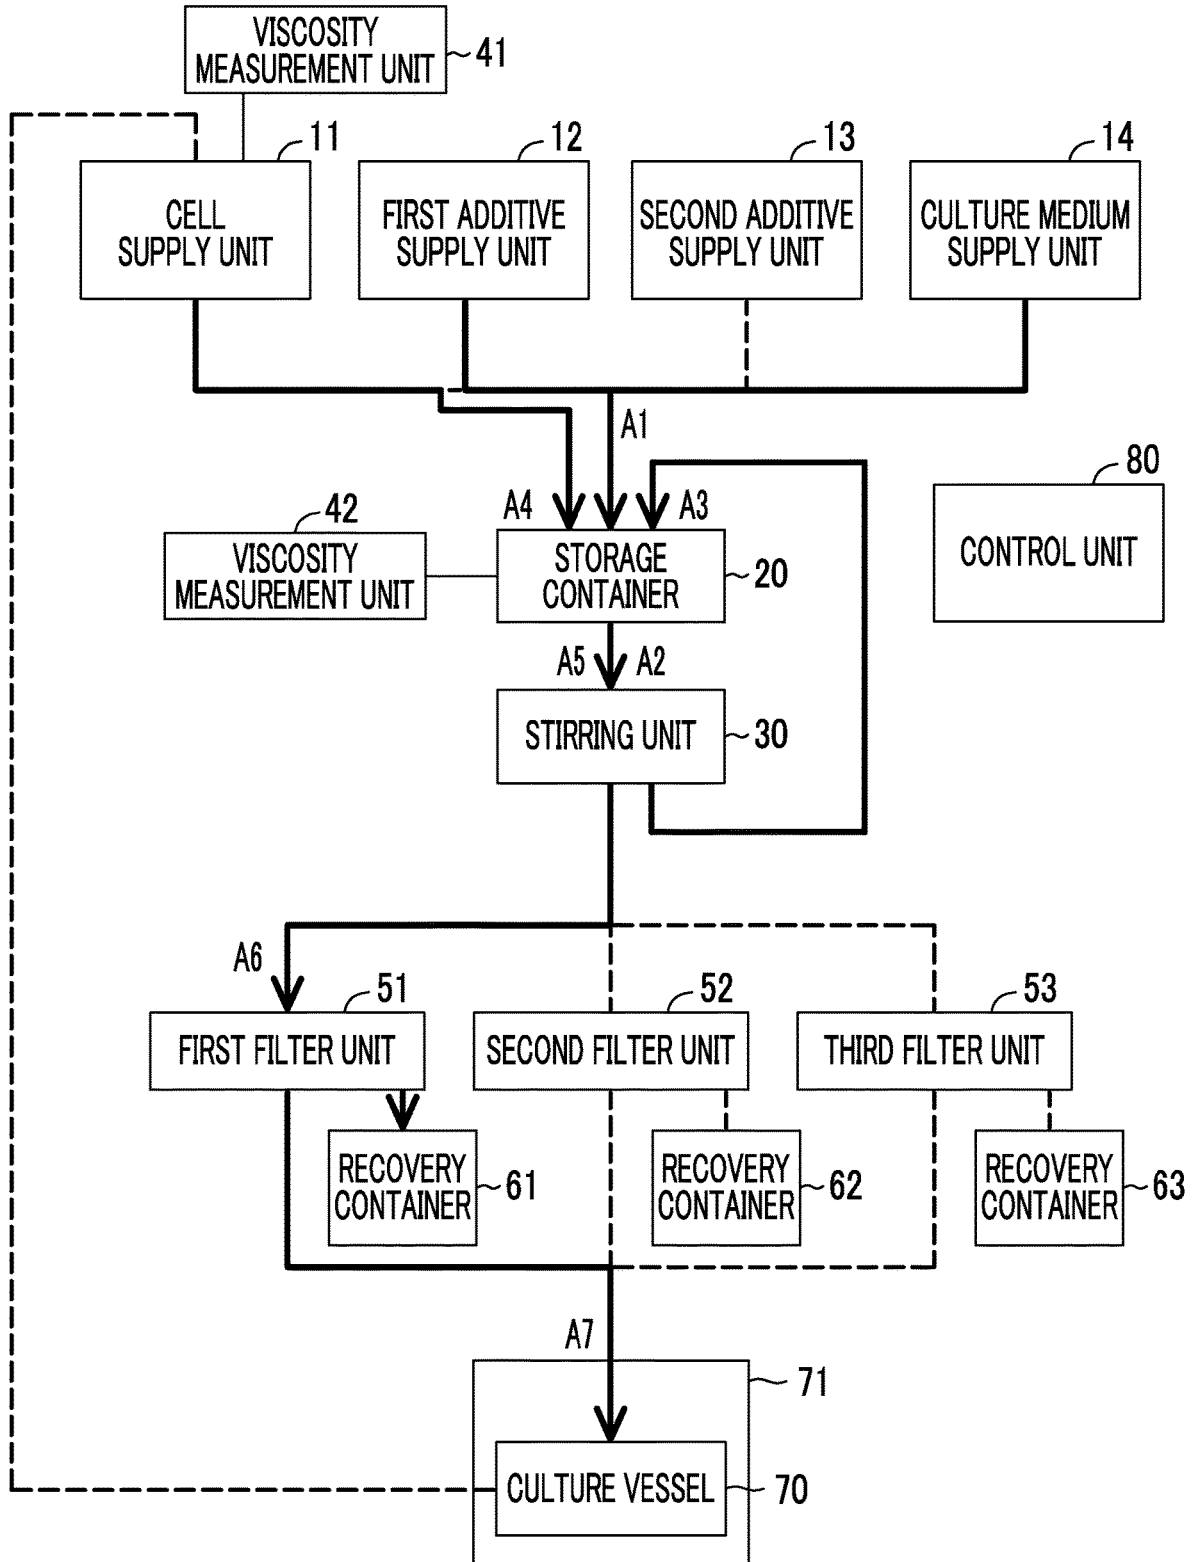 VISCOSITY
MEASUREMENT UNIT
41
11
12
13
14
CELL
SUPPLY UNIT
FIRST ADDITIVE
SUPPLY UNIT
SECOND ADDITIVE
SUPPLY UNIT
CULTURE MEDIUM
SUPPLY UNIT
A1
A4
A3
80
CONTROL UNIT
42
VISCOSITY
MEASUREMENT UNIT
STORAGE
CONTAINER
20
A5
A2
STIRRING UNIT
30
A6
51
52
53
FIRST FILTER UNIT
SECOND FILTER UNIT
THIRD FILTER UNIT
RECOVERY
CONTAINER
61
RECOVERY
CONTAINER
62
RECOVERY
CONTAINER
63
A7
71
CULTURE VESSEL
70